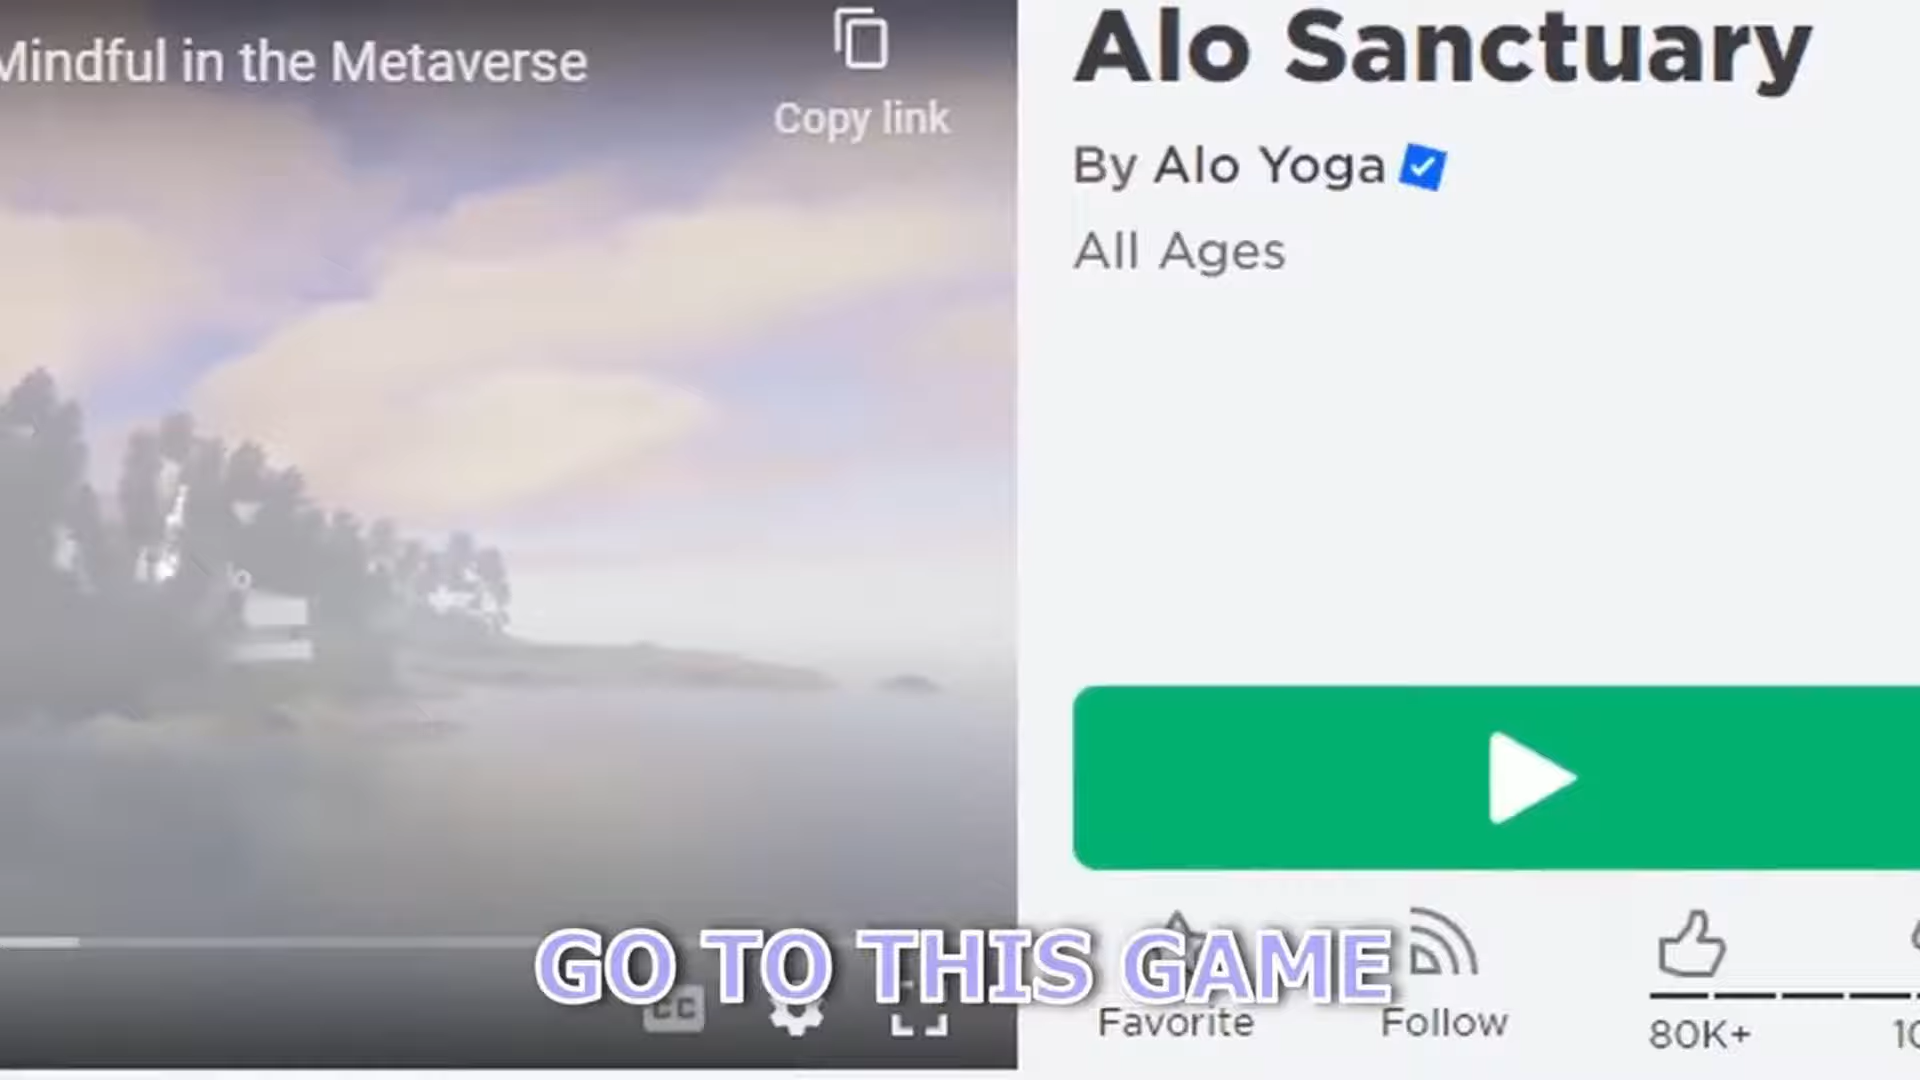 Mindful in the Metaverse
Copy link
Alo Sanctuary
By Alo Yoga
All Ages
GO TO THIS GAME
CC
Favorite
Follow
80K+